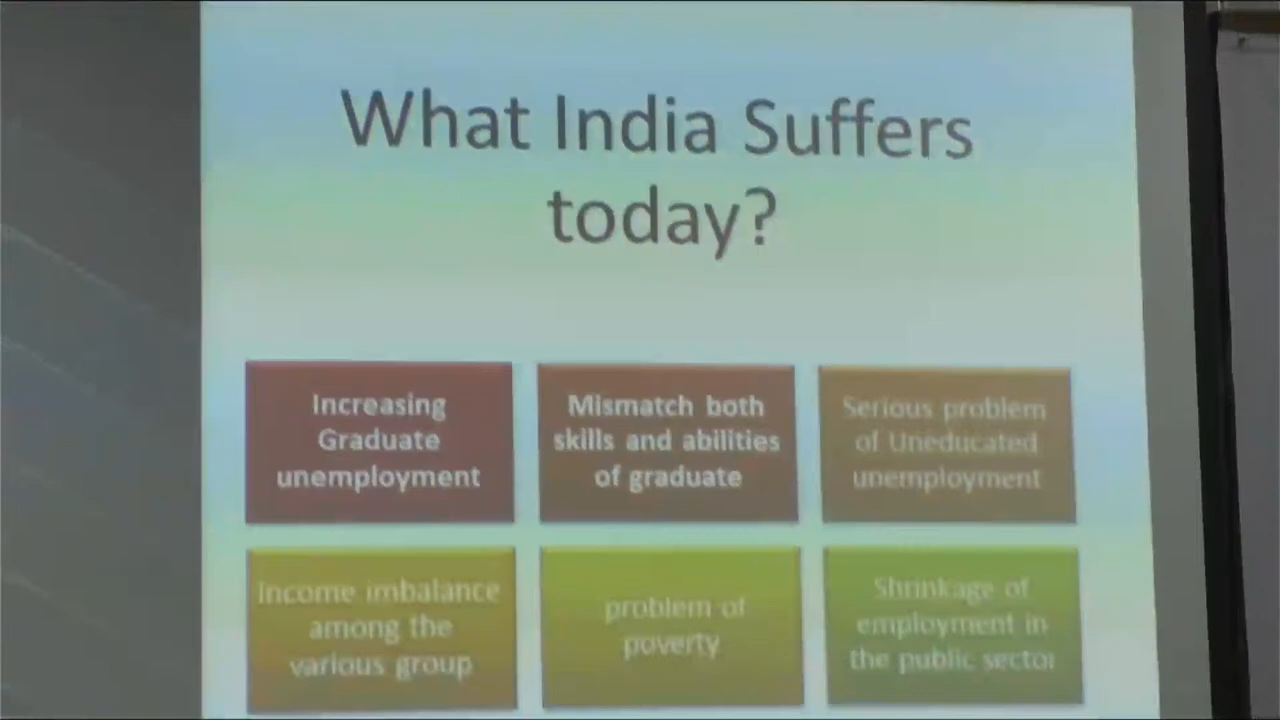 What India Suffers
today?
Increasing
Graduate
unemployment
Mismatch both
skills and abilities
of graduate
Serious problem
of Uneducated
unemployment
Income imbalance
among the
various group
problem of
poverty
Shrinkage of
employment in
the public sector